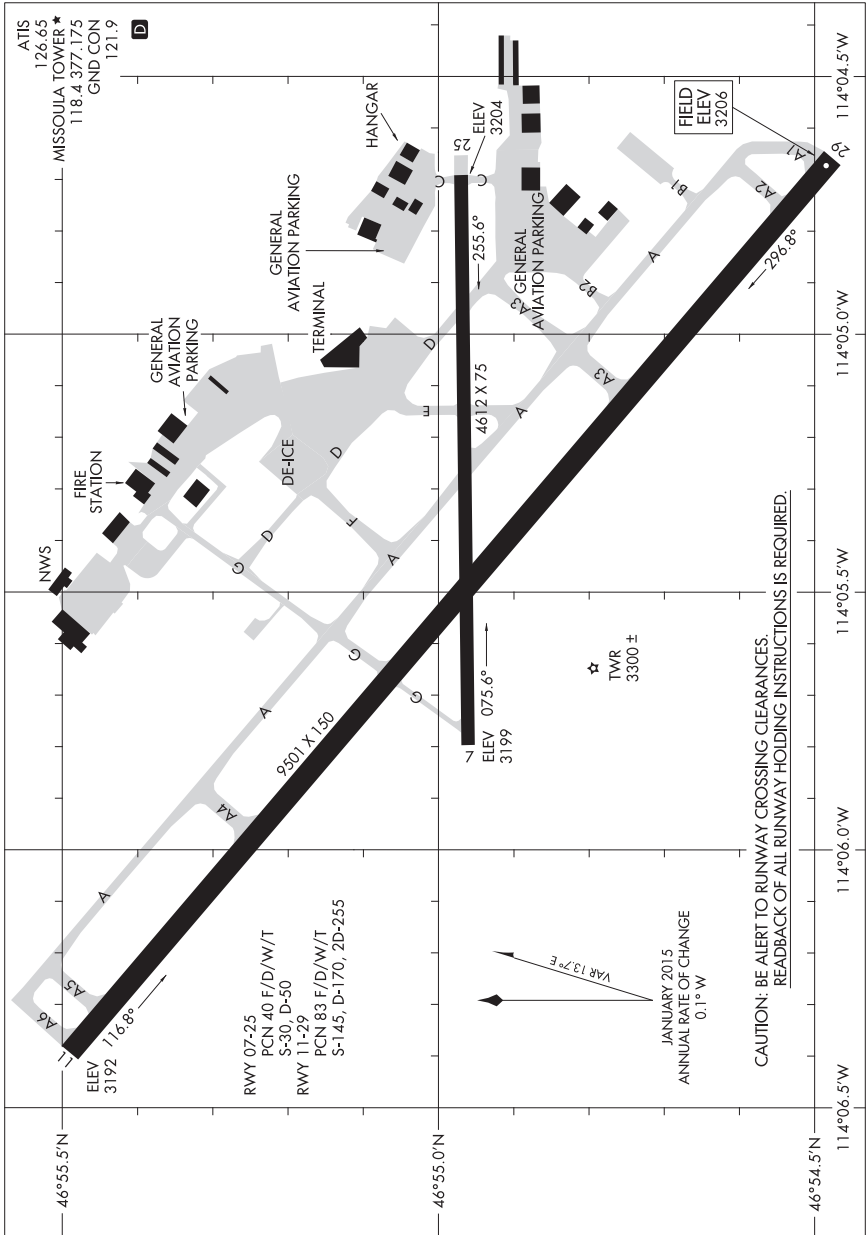 ATIS
126.65
MISSOULA TOWER ★
118.4 377.175
GND CON
121.9
D
NWS
FIRE
STATION
GENERAL
AVIATION
PARKING
TERMINAL
GENERAL
AVIATION PARKING
HANGAR
DE-ICE
25
C
ELEV
3204
C
255.6°
GENERAL
AVIATION PARKING
FIELD
ELEV
3206
29
A1
A2
B1
A
B2
A3
A3
296.8°
D
E
4612 X 75
A
D
F
D
G
A
G
G
A
9501 X 150
A4
A
A5
A6
11
ELEV
3192
116.8°
7
ELEV
3199
075.6°
TWR
3300 ±
RWY 07-25
PCN 40 F/D/W/T
S-30, D-50
RWY 11-29
PCN 83 F/D/W/T
S-145, D-170, 2D-255
VAR 13.7° E
JANUARY 2015
ANNUAL RATE OF CHANGE
0.1° W
CAUTION: BE ALERT TO RUNWAY CROSSING CLEARANCES.
READBACK OF ALL RUNWAY HOLDING INSTRUCTIONS IS REQUIRED.
46°55.5'N
46°55.0'N
46°54.5'N
114°06.5'W
114°06.0'W
114°05.5'W
114°05.0'W
114°04.5'W